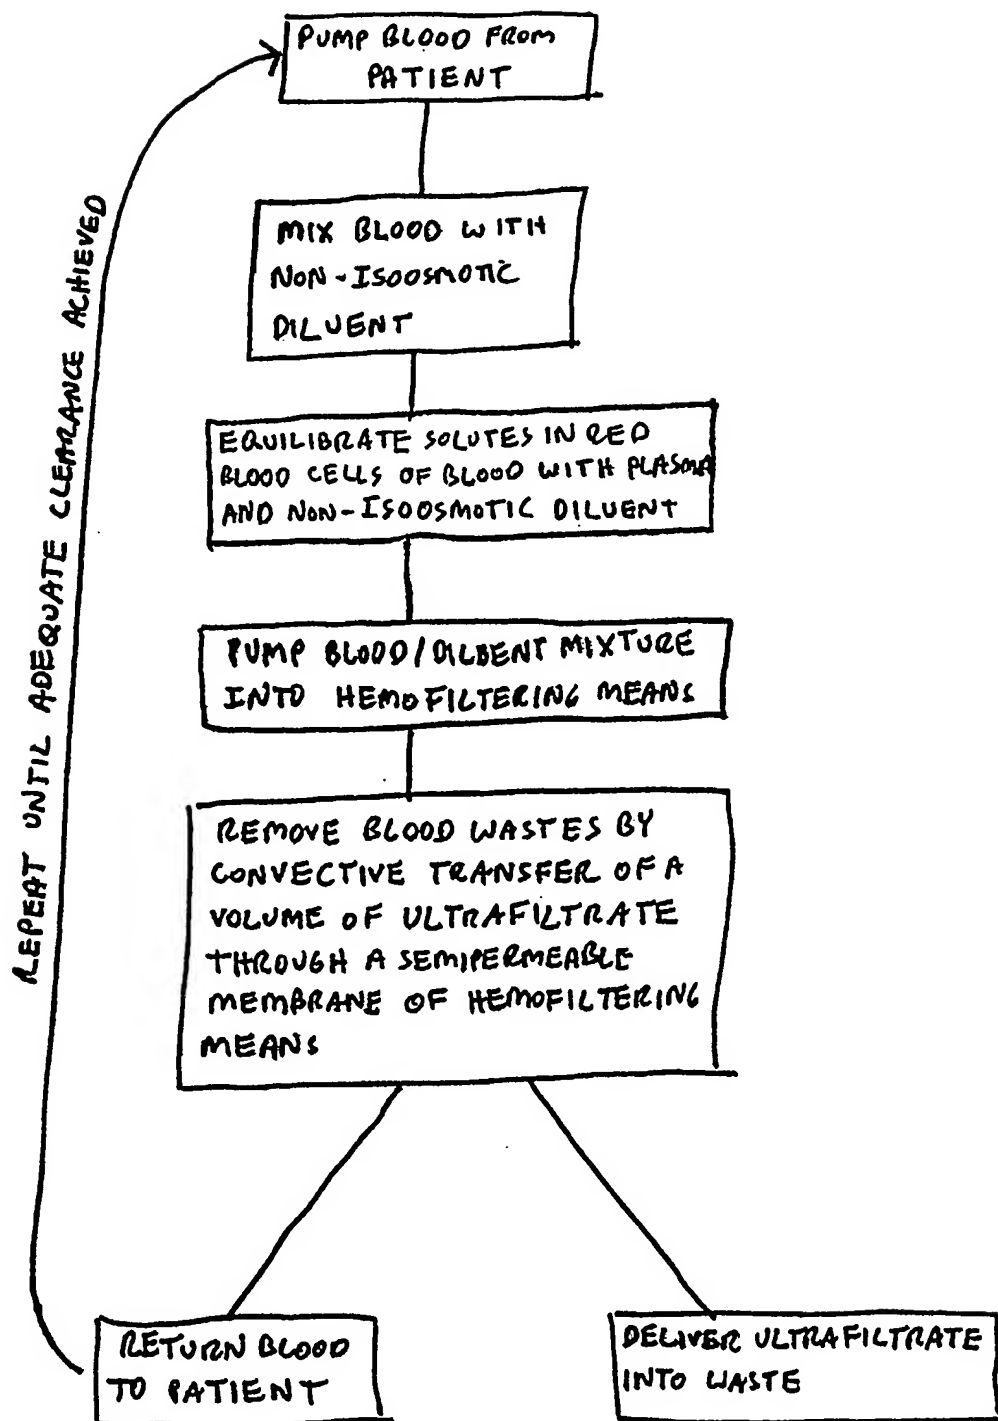 PUMP BLOOD FROM
PATIENT
MIX BLOOD WITH
NON-ISOOSMOTIC
DILUENT
EQUILIBRATE SOLUTES IN RED
BLOOD CELLS OF BLOOD WITH PLASMA
AND NON-ISOOSMOTIC DILUENT
PUMP BLOOD/DILBENT MIXTURE
INTO HEMOFILTERING MEANS
REMOVE BLOOD WASTES BY
CONVECTIVE TRANSFER OF A
VOLUME OF ULTRAFILTRATE
THROUGH A SEMIPERMEABLE
MEMBRANE OF HEMOFILTERING
MEANS
RETURN BLOOD
TO PATIENT
DELIVER ULTRAFILTRATE
INTO WASTE
REPEAT UNTIL ADEQUATE CLEARANCE ACHIEVED